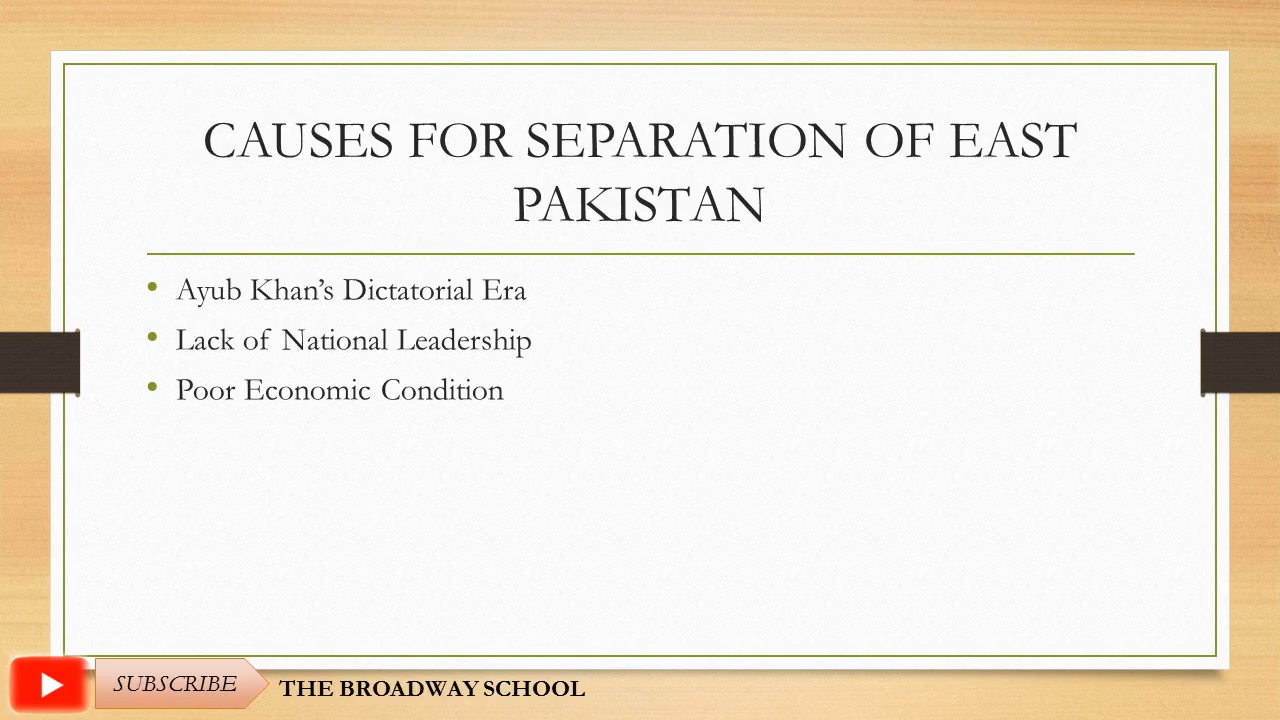 CAUSES FOR SEPARATION OF EAST
PAKISTAN
• Ayub Khan’s Dictatorial Era
• Lack of National Leadership
• Poor Economic Condition
SUBSCRIBE
THE BROADWAY SCHOOL